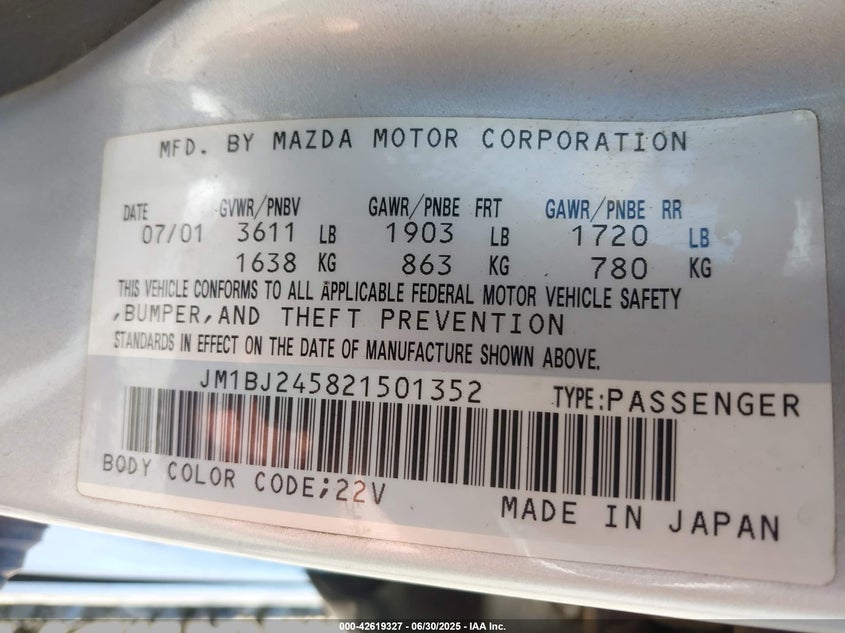 MFD. BY MAZDA MOTOR CORPORATION
DATE GVWR/PNBV GAWR/PNBE FRT GAWR/PNBE RR
07/01 3611 LB 1903 LB 1720 LB
1638 KG 863 KG 780 KG
THIS VEHICLE CONFORMS TO ALL APPLICABLE FEDERAL MOTOR VEHICLE SAFETY
,BUMPER,AND THEFT PREVENTION
STANDARDS IN EFFECT ON THE DATE OF MANUFACTURE SHOWN ABOVE.
JM1BJ245821501352 TYPE:PASSENGER
BODY COLOR CODE;22V
MADE IN JAPAN
000-42619327 - 06/30/2025 - IAA Inc.